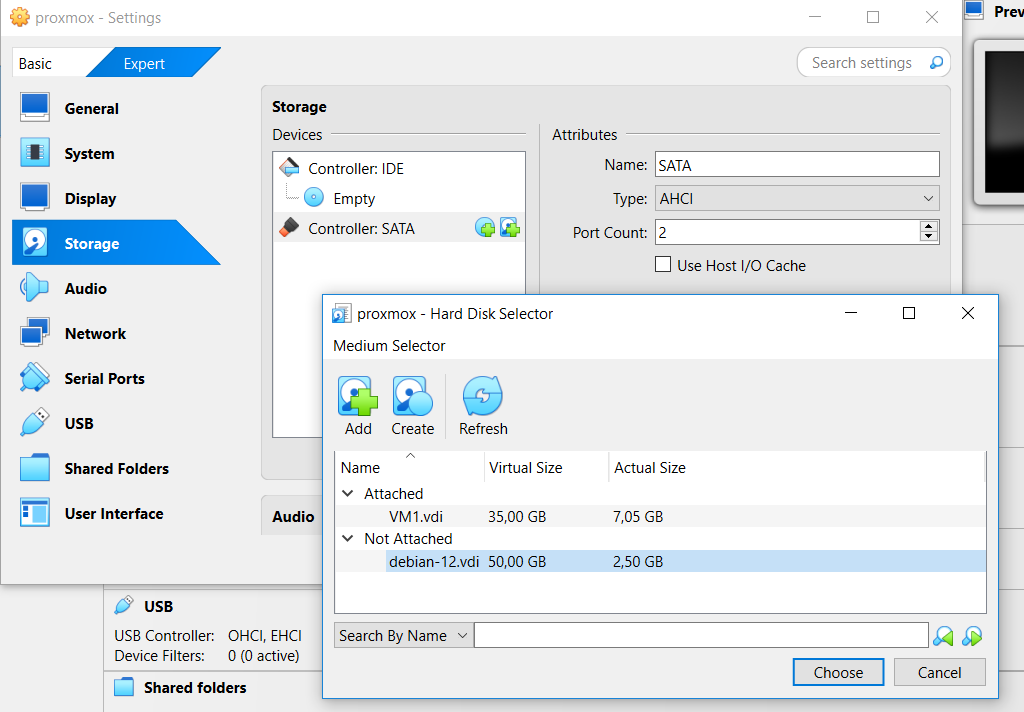 proxmox - Settings
Prev
Basic
Expert
Search settings
General
System
Display
Storage
Audio
Network
Serial Ports
USB
Shared Folders
User Interface
Storage
Devices
Controller: IDE
Empty
Controller: SATA
Attributes
Name: SATA
Type: AHCI
Port Count: 2
Use Host I/O Cache
Audio
proxmox - Hard Disk Selector
Medium Selector
Add Create Refresh
Name Virtual Size Actual Size
Attached
VM1.vdi 35,00 GB 7,05 GB
Not Attached
debian-12.vdi 50,00 GB 2,50 GB
Search By Name
Choose Cancel
USB
USB Controller: OHCI, EHCI
Device Filters: 0 (0 active)
Shared folders